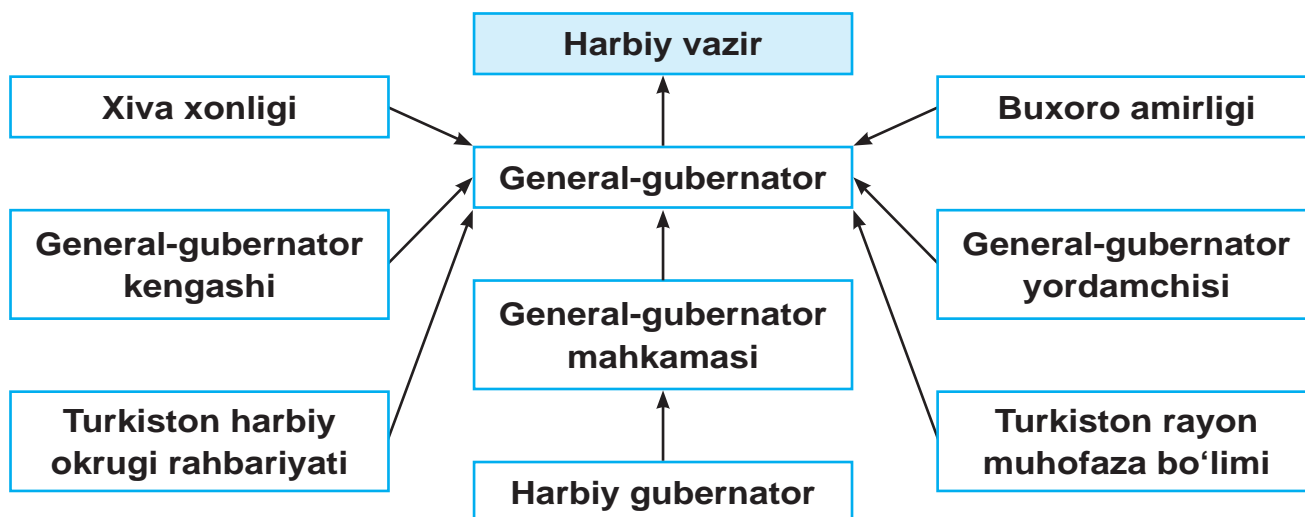 Harbiy vazir
Xiva xonligi
Buxoro amirligi
General-gubernator
General-gubernator
kengashi
General-gubernator
yordamchisi
General-gubernator
mahkamasi
Turkiston harbiy
okrugi rahbariyati
Turkiston rayon
muhofaza bo‘limi
Harbiy gubernator